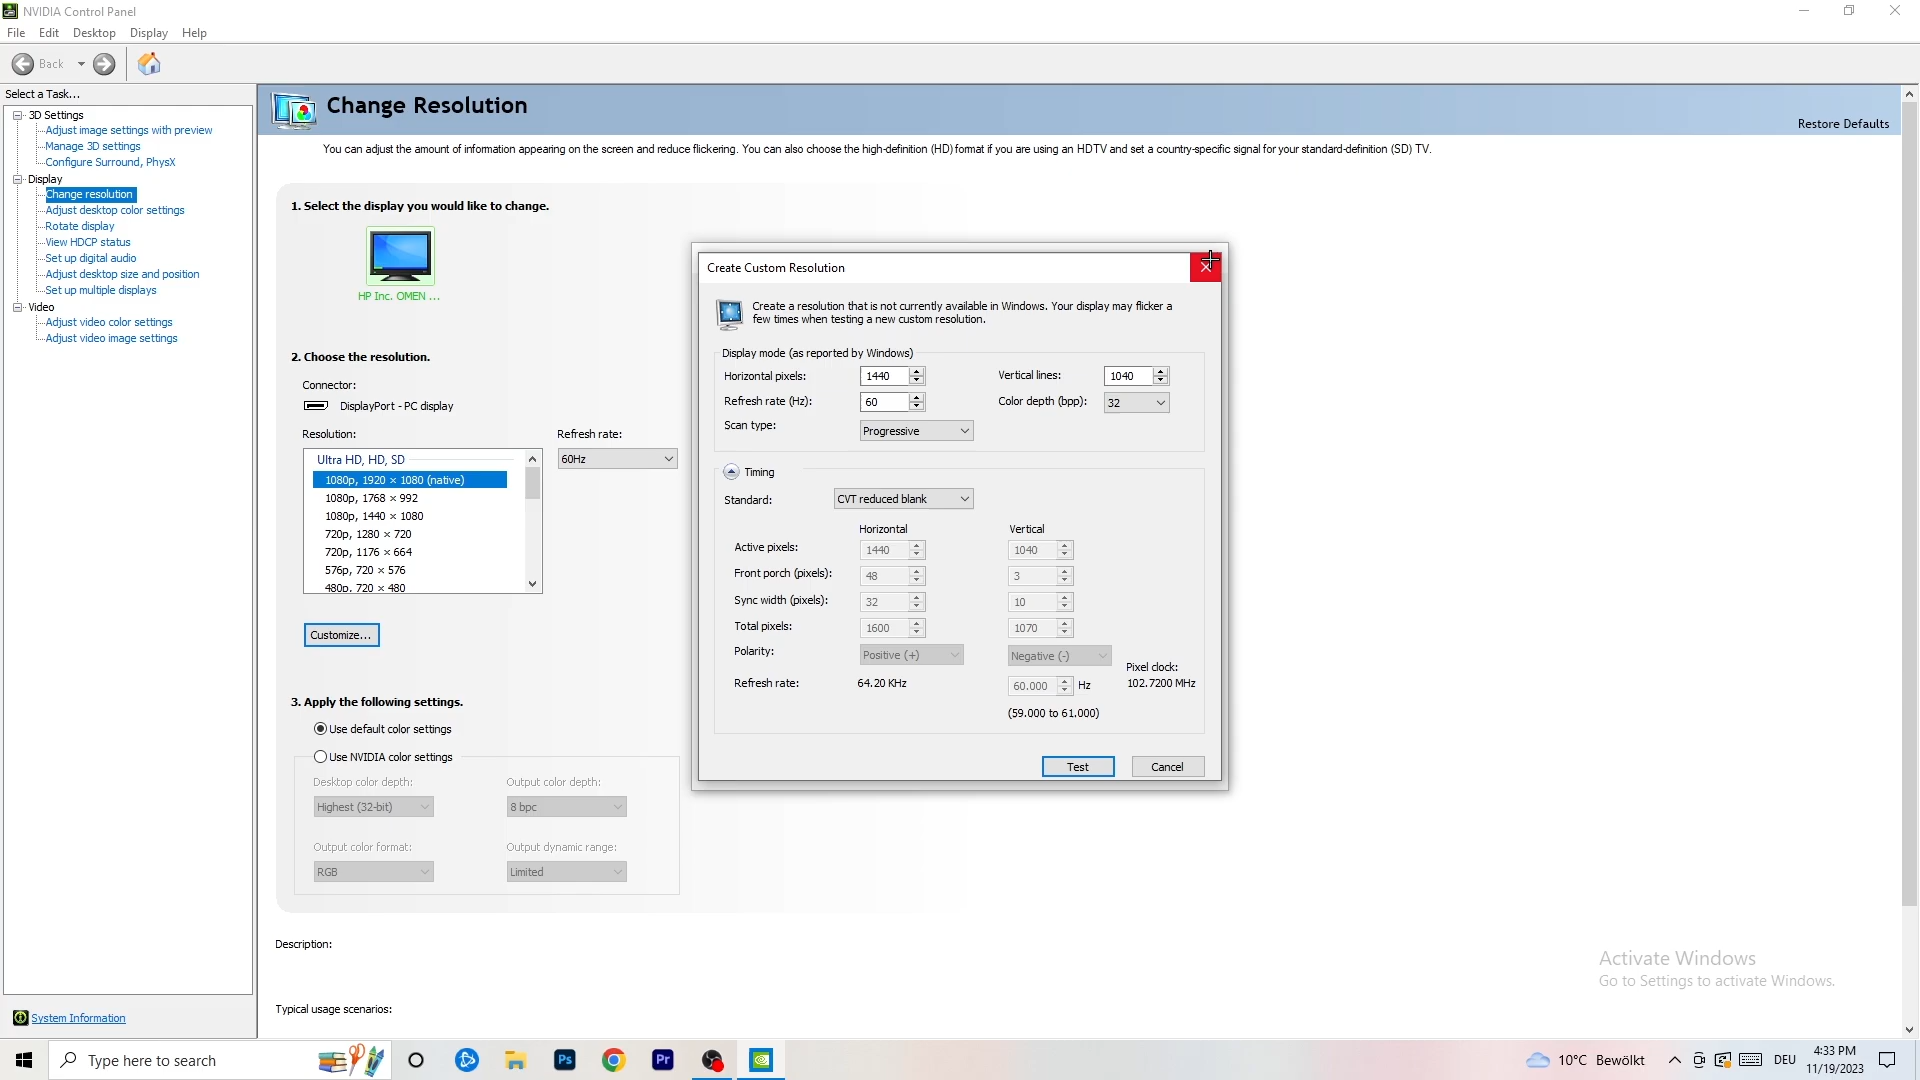 NVIDIA Control Panel
File Edit Desktop Display Help
Back
Select a Task...
3D Settings
Adjust image settings with preview
Manage 3D settings
Configure Surround, PhysX
Display
Change resolution
Adjust desktop color settings
Rotate display
View HDCP status
Set up digital audio
Adjust desktop size and position
Set up multiple displays
Video
Adjust video color settings
Adjust video image settings
System Information
Change Resolution
Restore Defaults
You can adjust the amount of information appearing on the screen and reduce flickering. You can also choose the high-definition (HD) format if you are using an HDTV and set a country-specific signal for your standard-definition (SD) TV.
1. Select the display you would like to change.
HP Inc. OMEN ...
2. Choose the resolution.
Connector:
DisplayPort - PC display
Resolution:
Refresh rate:
Ultra HD, HD, SD
60Hz
1080p, 1920 × 1080 (native)
1080p, 1768 × 992
1080p, 1440 × 1080
720p, 1280 × 720
720p, 1176 × 664
576p, 720 × 576
480p, 720 × 480
Customize...
3. Apply the following settings.
Use default color settings
Use NVIDIA color settings
Desktop color depth:
Output color depth:
Highest (32-bit)
8 bpc
Output color format:
Output dynamic range:
RGB
Limited
Description:
Typical usage scenarios:
Create Custom Resolution
Create a resolution that is not currently available in Windows. Your display may flicker a
few times when testing a new custom resolution.
Display mode (as reported by Windows)
Horizontal pixels: 1440 Vertical lines: 1040
Refresh rate (Hz): 60 Color depth (bpp): 32
Scan type: Progressive
Timing
Standard: CVT reduced blank
Horizontal Vertical
Active pixels: 1440 1040
Front porch (pixels): 48 3
Sync width (pixels): 32 10
Total pixels: 1600 1070
Polarity: Positive (+) Negative (-)
Pixel clock:
Refresh rate: 64.20 KHz 60.000 Hz 102.7200 MHz
(59.000 to 61.000)
Test Cancel
Activate Windows
Go to Settings to activate Windows.
Type here to search
Ps
Pr
10°C Bewölkt
DEU
4:33 PM
11/19/2023